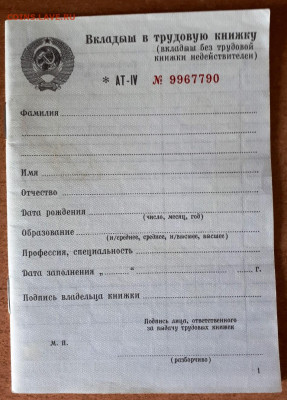 Вкладыш в трудовую книжку
(вкладыш без трудовой
книжки недействителен)
* АТ-IV № 9967790
Фамилия
Имя
Отчество
Дата рождения
(число, месяц, год)
Образование
(н/среднее, среднее, н/высшее, высшее)
Профессия, специальность
Дата заполнения „ “ г.
Подпись владельца книжки
Подпись лица, ответственного
за выдачу трудовых книжек
М. П.
(разборчиво)
1